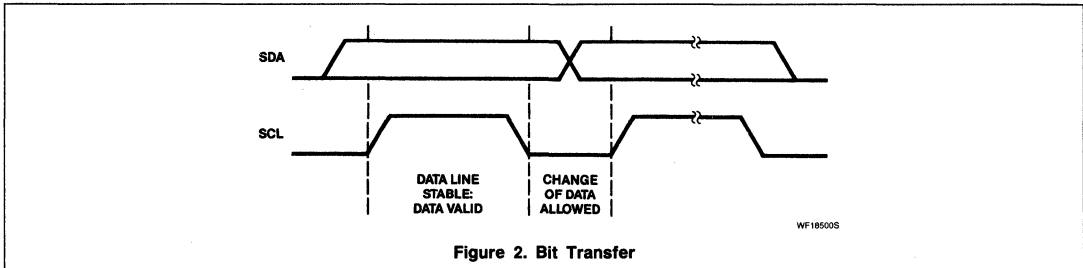 SDA
SCL
DATA LINE
STABLE:
DATA VALID
CHANGE
OF DATA
ALLOWED
WF18500S
Figure 2. Bit Transfer